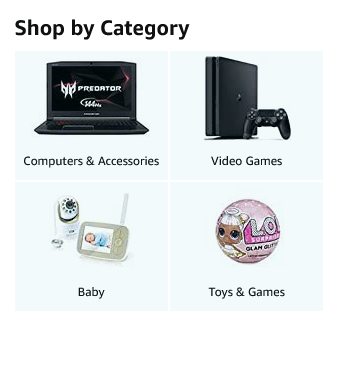 Shop by Category
PREDATOR
144Hz
Computers & Accessories
Video Games
L.O.L.
SURPRISE!
GLAM GLITTER
Baby
Toys & Games